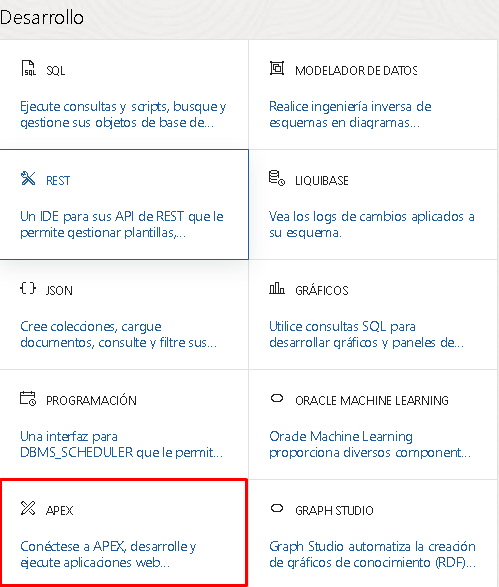 Desarrollo
SQL
Ejecute consultas y scripts, busque y
gestione sus objetos de base de...
MODELADOR DE DATOS
Realice ingeniería inversa de
esquemas en diagramas...
REST
Un IDE para sus API de REST que le
permite gestionar plantillas,...
LIQUIBASE
Vea los logs de cambios aplicados a
su esquema.
JSON
Cree colecciones, cargue
documentos, consulte y filtre sus...
GRÁFICOS
Utilice consultas SQL para
desarrollar gráficos y paneles de...
PROGRAMACIÓN
Una interfaz para
DBMS_SCHEDULER que le permit...
ORACLE MACHINE LEARNING
Oracle Machine Learning
proporciona diversos component...
APEX
Conéctese a APEX, desarrolle y
ejecute aplicaciones web...
GRAPH STUDIO
Graph Studio automatiza la creación
de gráficos de conocimiento (RDF)...